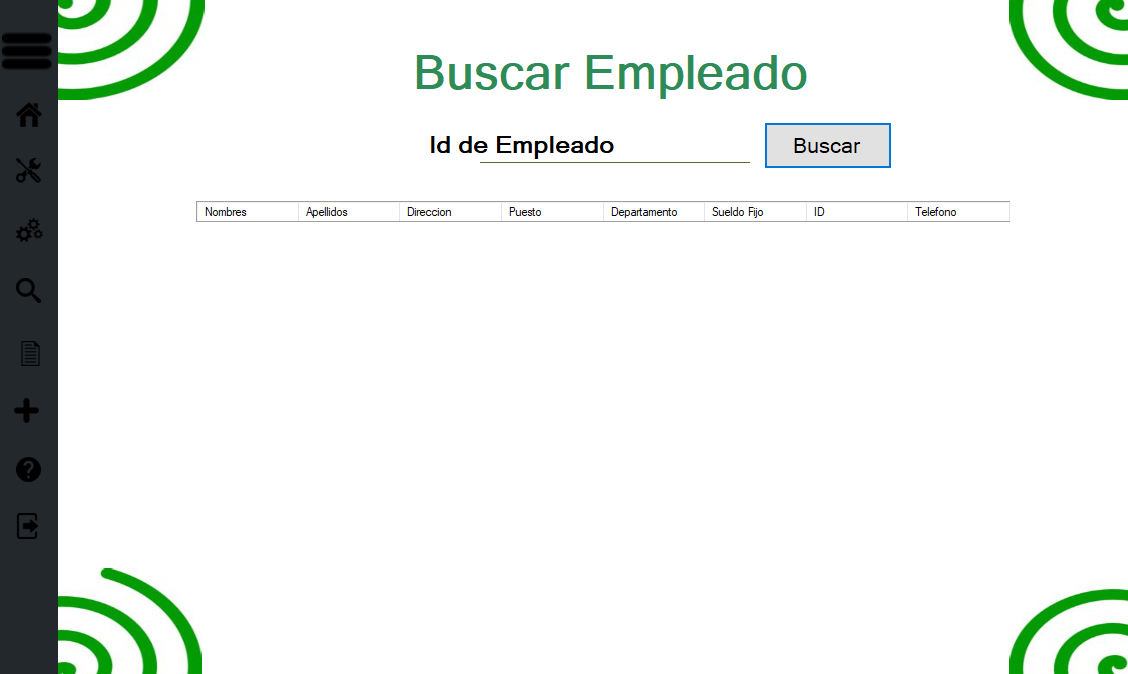 Buscar Empleado
Id de Empleado
Buscar
Nombres Apellidos Direccion Puesto Departamento Sueldo Fijo ID Telefono